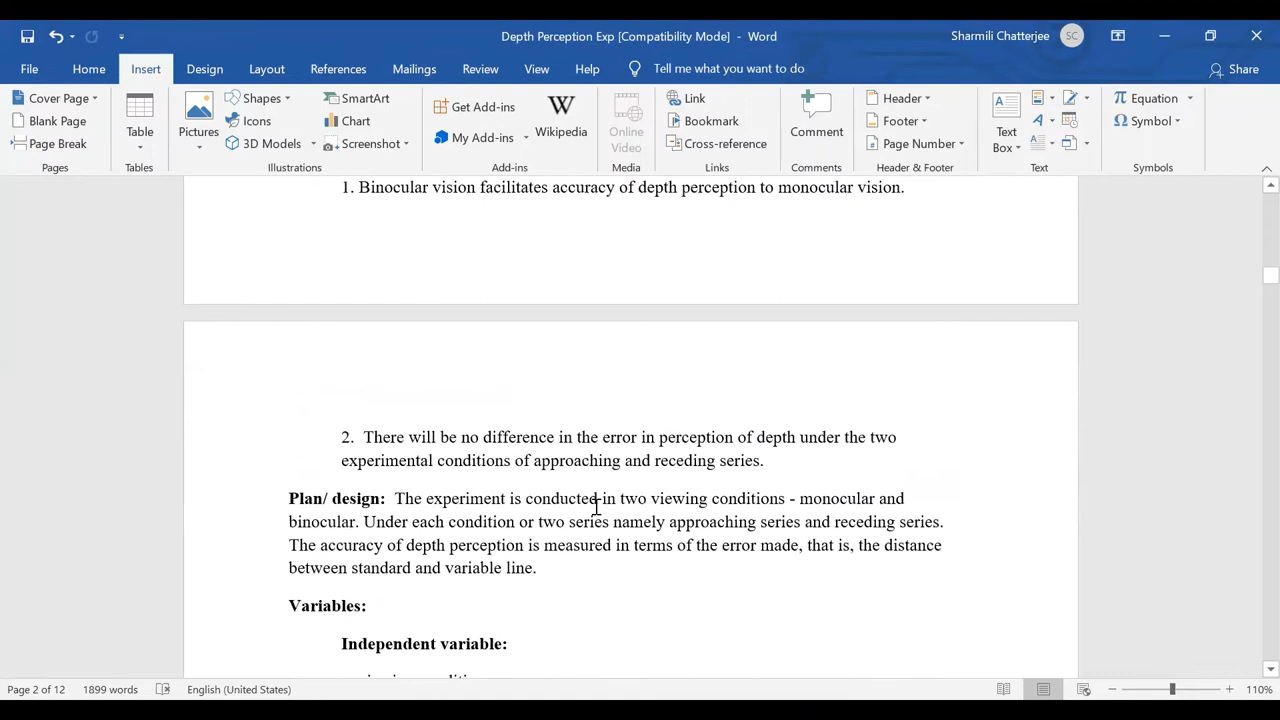 Depth Perception Exp [Compatibility Mode] - Word
Sharmili Chatterjee SC
File Home Insert Design Layout References Mailings Review View Help Tell me what you want to do Share
Cover Page
Blank Page
Page Break
Pages
Table
Tables
Pictures
Shapes
Icons
3D Models
SmartArt
Chart
Screenshot
Illustrations
Get Add-ins
My Add-ins
Wikipedia
Add-ins
Online
Video
Media
Link
Bookmark
Cross-reference
Links
Comment
Comments
Header
Footer
Page Number
Header & Footer
Text
Box
Text
Equation
Symbol
Symbols
1. Binocular vision facilitates accuracy of depth perception to monocular vision.
2. There will be no difference in the error in perception of depth under the two
experimental conditions of approaching and receding series.
Plan/ design: The experiment is conducted in two viewing conditions - monocular and
binocular. Under each condition or two series namely approaching series and receding series.
The accuracy of depth perception is measured in terms of the error made, that is, the distance
between standard and variable line.
Variables:
Independent variable:
Page 2 of 12 1899 words English (United States) 110%